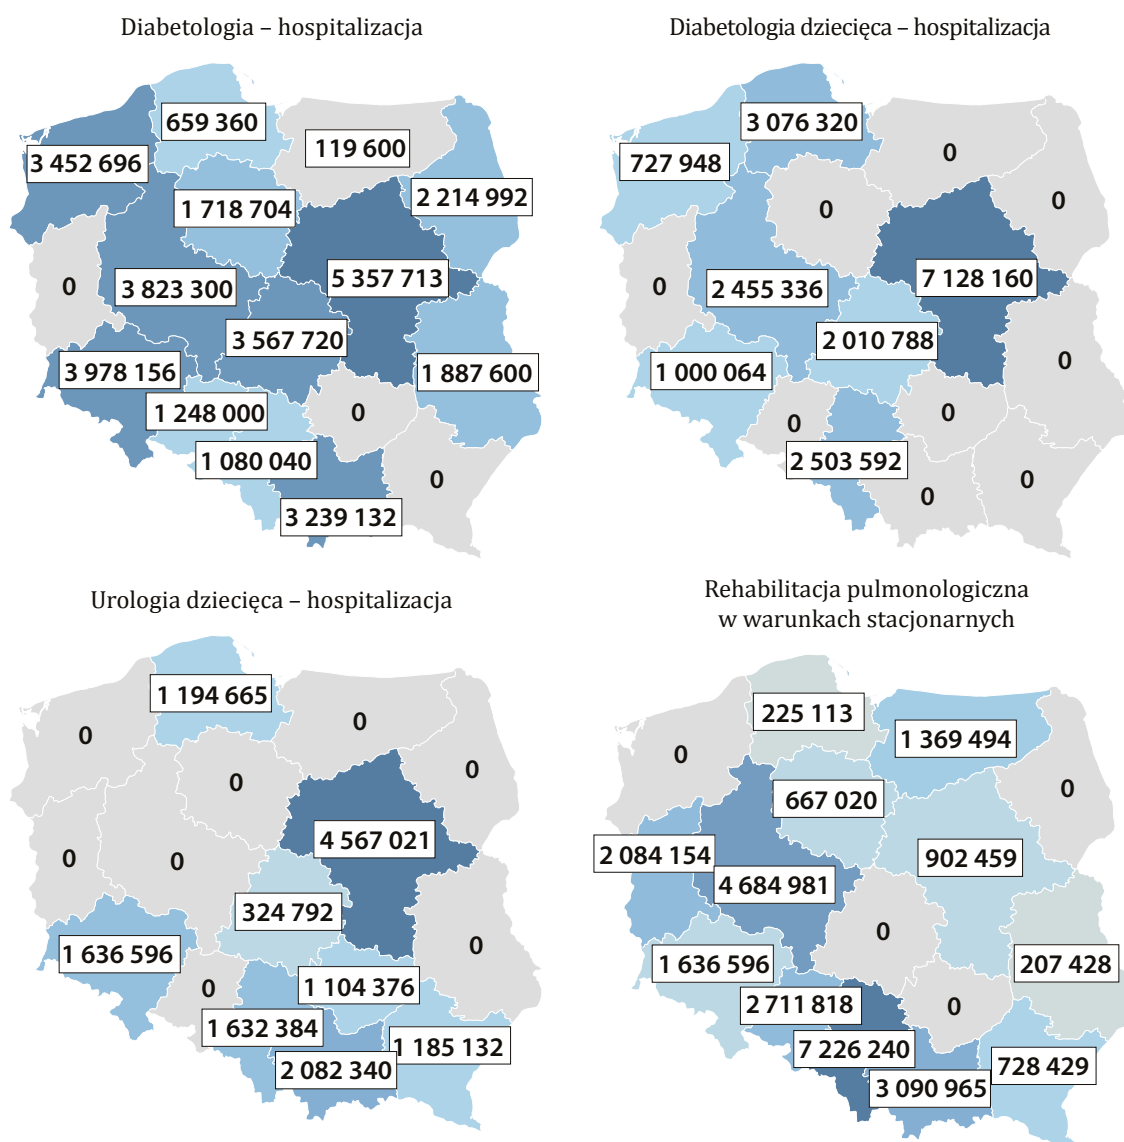 Diabetologia – hospitalizacja
659 360
119 600
3 452 696
2 214 992
1 718 704
5 357 713
0
3 823 300
3 567 720
3 978 156
1 887 600
1 248 000
0
1 080 040
0
3 239 132
Diabetologia dziecięca – hospitalizacja
3 076 320
0
727 948
0
0
7 128 160
0
2 455 336
2 010 788
0
1 000 064
0
0
2 503 592
0
0
Urologia dziecięca – hospitalizacja
1 194 665
0
0
0
0
4 567 021
0
0
324 792
0
1 636 596
0
1 104 376
1 632 384
1 185 132
2 082 340
Rehabilitacja pulmonologiczna
w warunkach stacjonarnych
225 113
1 369 494
0
0
667 020
2 084 154
902 459
4 684 981
0
1 636 596
207 428
2 711 818
0
7 226 240
728 429
3 090 965